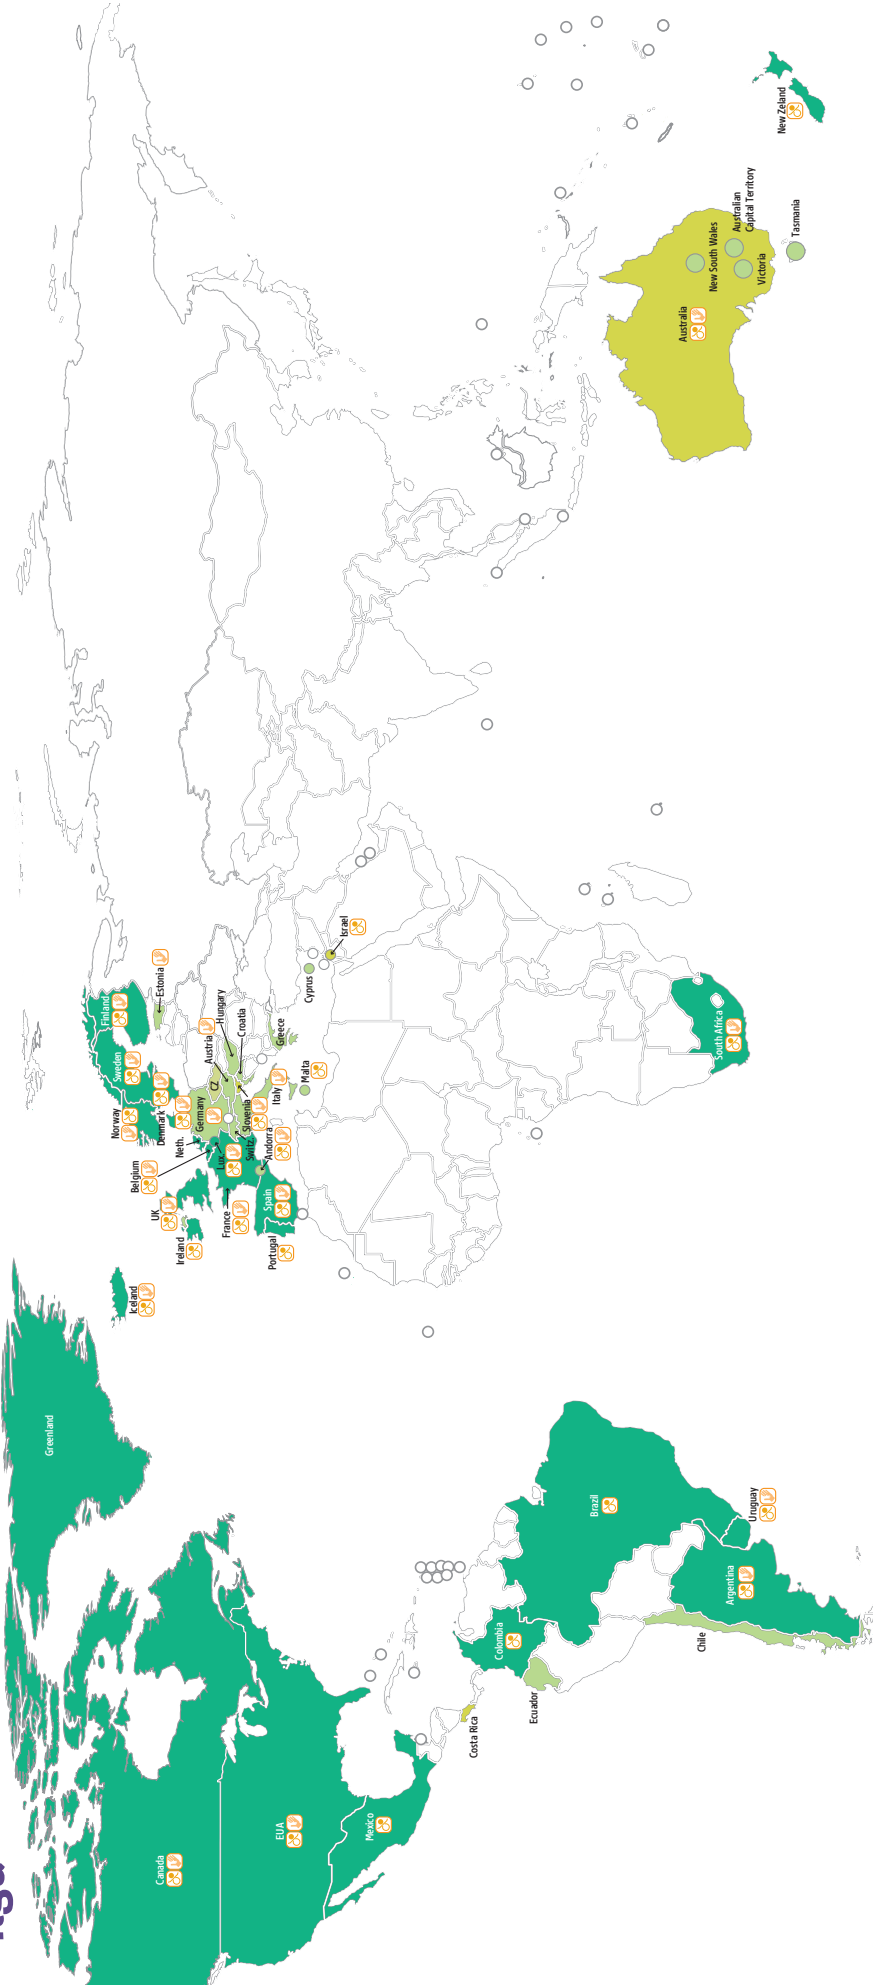 Greenland
Canada
EUA
Mexico
Costa Rica
Colombia
Ecuador
Brazil
Chile
Argentina
Uruguay
Iceland
Ireland
UK
Portugal
Spain
France
Belgium
Neth.
Lux
Andorra
Norway
Sweden
Finland
Denmark
Estonia
Germany
CZ
Austria
Hungary
Croatia
Slovenia
Switz
Italy
Malta
Greece
Cyprus
Israel
South Africa
Australia
New South Wales
Australian
Capital Territory
Victoria
Tasmania
New Zeland